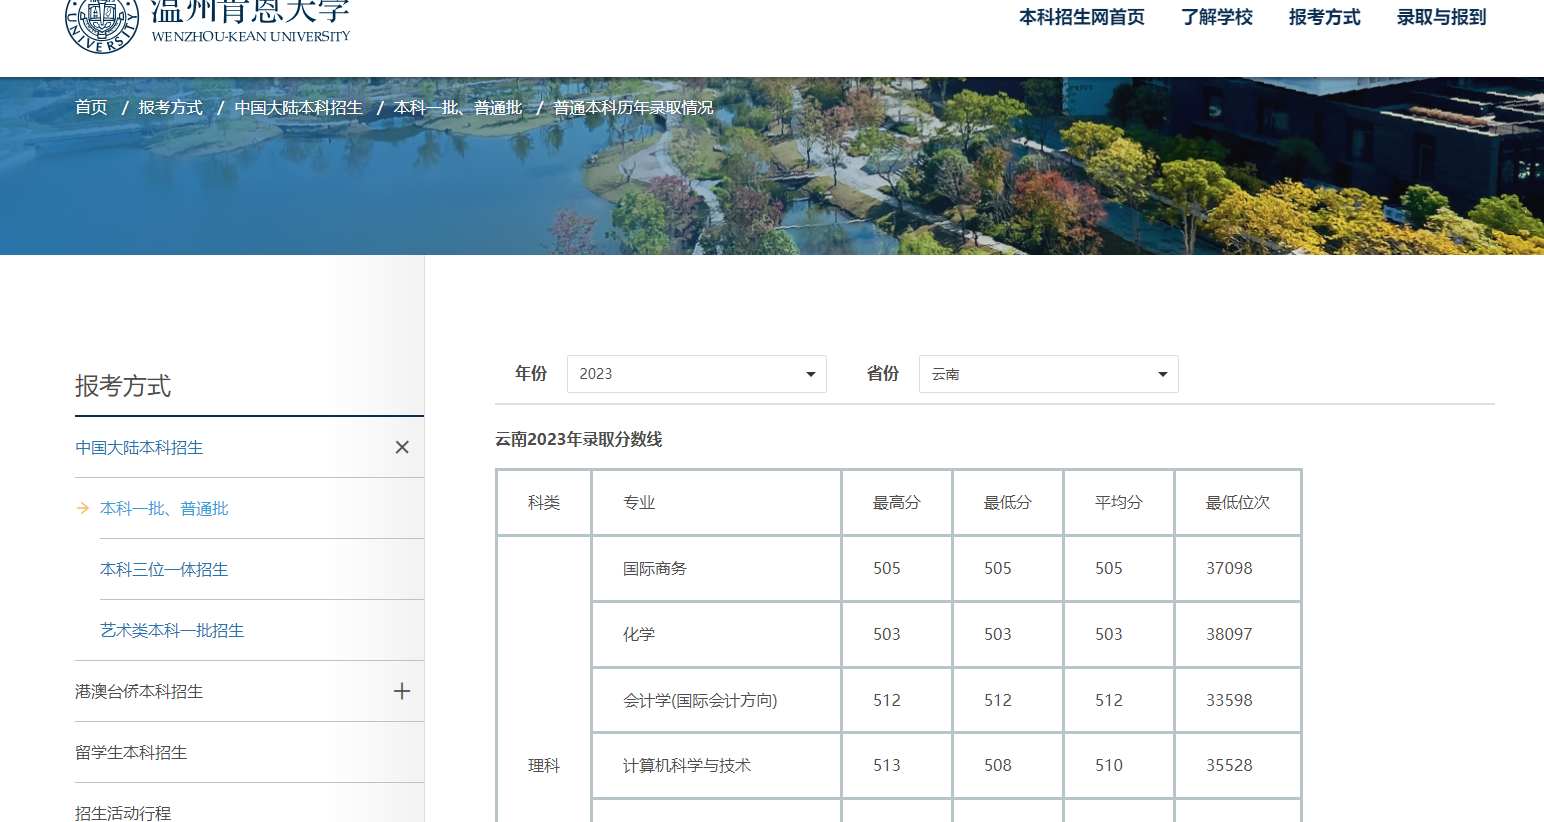 温州肯恩大学
WENZHOU-KEAN UNIVERSITY
UNIVERSITY
本科招生网首页 了解学校 报考方式 录取与报到
首页 / 报考方式 / 中国大陆本科招生 / 本科一批、普通批 / 普通本科历年录取情况
报考方式
中国大陆本科招生
本科一批、普通批
本科三位一体招生
艺术类本科一批招生
港澳台侨本科招生
留学生本科招生
招生活动行程
年份 2023 省份 云南
云南2023年录取分数线
科类 专业 最高分 最低分 平均分 最低位次
理科
国际商务 505 505 505 37098
化学 503 503 503 38097
会计学(国际会计方向) 512 512 512 33598
计算机科学与技术 513 508 510 35528